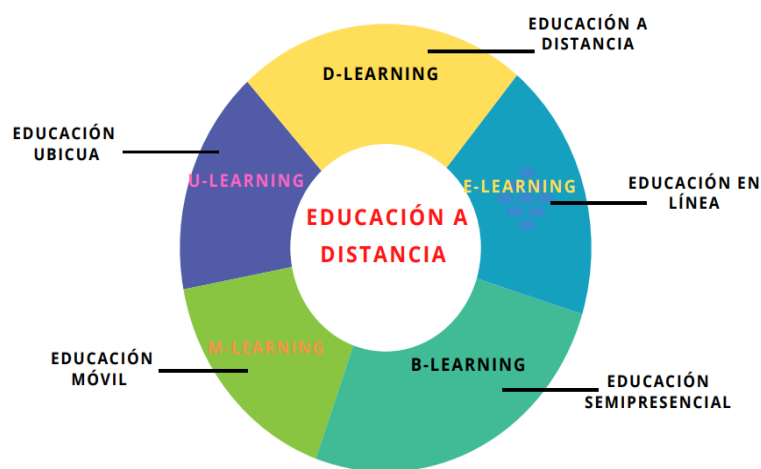 EDUCACIÓN A
DISTANCIA
D-LEARNING
EDUCACIÓN
UBICUA
U-LEARNING
E-LEARNING
EDUCACIÓN EN
LÍNEA
EDUCACIÓN A
DISTANCIA
M-LEARNING
EDUCACIÓN
MÓVIL
B-LEARNING
EDUCACIÓN
SEMIPRESENCIAL